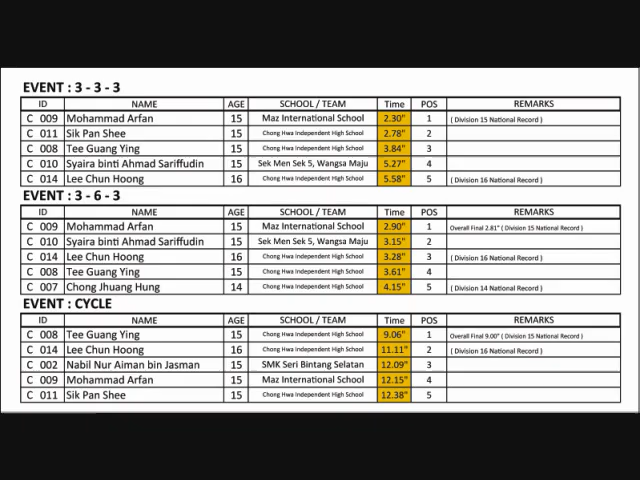 EVENT : 3 - 3 - 3
ID NAME AGE SCHOOL / TEAM Time POS REMARKS
C 009 Mohammad Arfan 15 Maz International School 2.30" 1 ( Division 15 National Record )
C 011 Sik Pan Shee 15 Chong Hwa Independent High School 2.78" 2
C 008 Tee Guang Ying 15 Chong Hwa Independent High School 3.84" 3
C 010 Syaira binti Ahmad Sariffudin 15 Sek Men Sek 5, Wangsa Maju 5.27" 4
C 014 Lee Chun Hoong 16 Chong Hwa Independent High School 5.58" 5 ( Division 16 National Record )
EVENT : 3 - 6 - 3
ID NAME AGE SCHOOL / TEAM Time POS REMARKS
C 009 Mohammad Arfan 15 Maz International School 2.90" 1 Overall Final 2.81" ( Division 15 National Record )
C 010 Syaira binti Ahmad Sariffudin 15 Sek Men Sek 5, Wangsa Maju 3.15" 2
C 014 Lee Chun Hoong 16 Chong Hwa Independent High School 3.28" 3 ( Division 16 National Record )
C 008 Tee Guang Ying 15 Chong Hwa Independent High School 3.61" 4
C 007 Chong Jhuang Hung 14 Chong Hwa Independent High School 4.15" 5 ( Division 14 National Record )
EVENT : CYCLE
ID NAME AGE SCHOOL / TEAM Time POS REMARKS
C 008 Tee Guang Ying 15 Chong Hwa Independent High School 9.06" 1 Overall Final 9.00" ( Division 15 National Record )
C 014 Lee Chun Hoong 16 Chong Hwa Independent High School 11.11" 2 ( Division 16 National Record )
C 002 Nabil Nur Aiman bin Jasman 15 SMK Seri Bintang Selatan 12.09" 3
C 009 Mohammad Arfan 15 Maz International School 12.15" 4
C 011 Sik Pan Shee 15 Chong Hwa Independent High School 12.38" 5